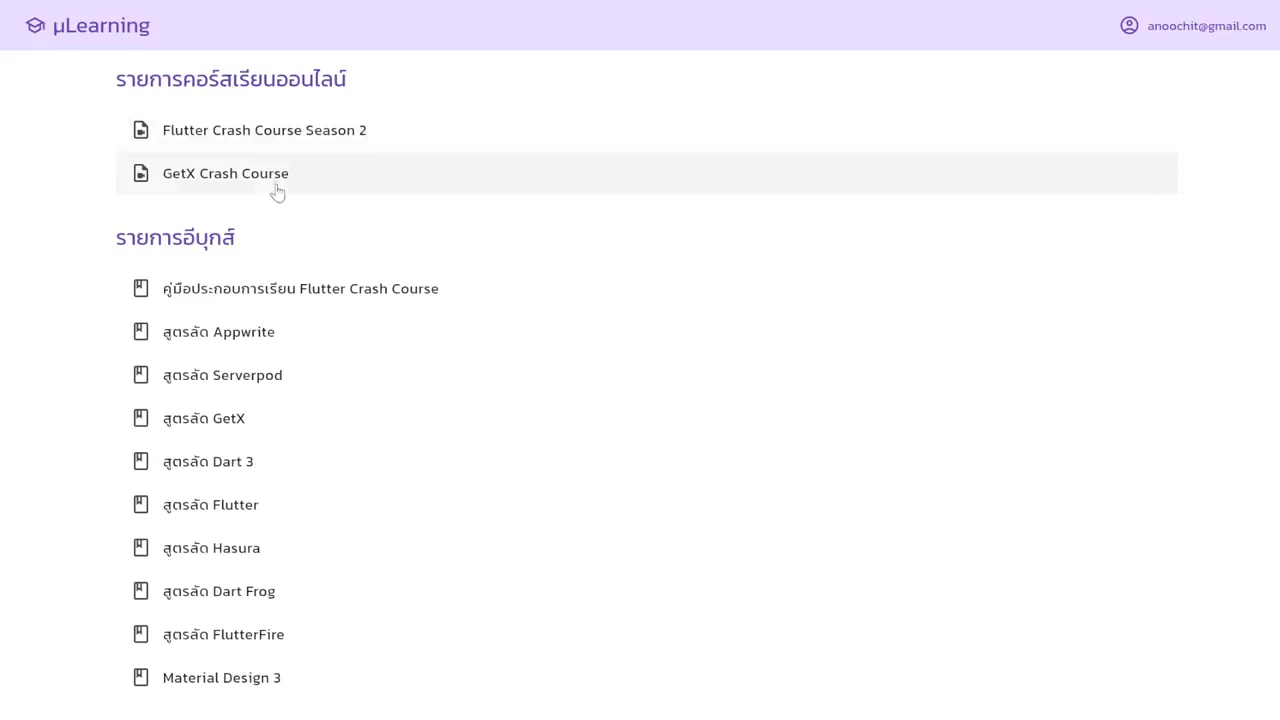 µLearning
anoochit@gmail.com
รายการคอร์สเรียนออนไลน์
Flutter Crash Course Season 2
GetX Crash Course
รายการอีบุกส์
คู่มือประกอบการเรียน Flutter Crash Course
สูตรลัด Appwrite
สูตรลัด Serverpod
สูตรลัด GetX
สูตรลัด Dart 3
สูตรลัด Flutter
สูตรลัด Hasura
สูตรลัด Dart Frog
สูตรลัด FlutterFire
Material Design 3